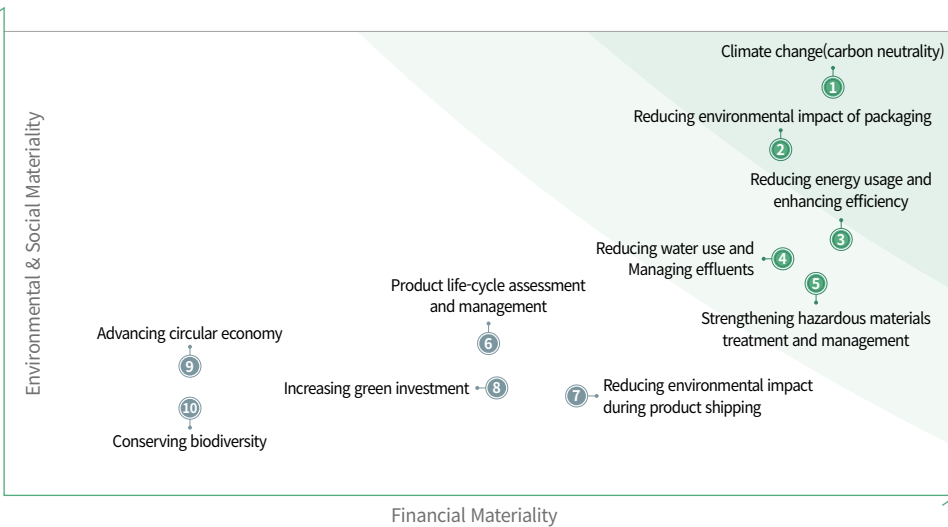 Climate change(carbon neutrality)
1
Reducing environmental impact of packaging
2
Reducing energy usage and
enhancing efficiency
3
Reducing water use and
Managing effluents
4
5
Strengthening hazardous materials
treatment and management
Product life-cycle assessment
and management
6
Advancing circular economy
9
Increasing green investment
8
7
Reducing environmental impact
during product shipping
10
Conserving biodiversity
Environmental & Social Materiality
Financial Materiality